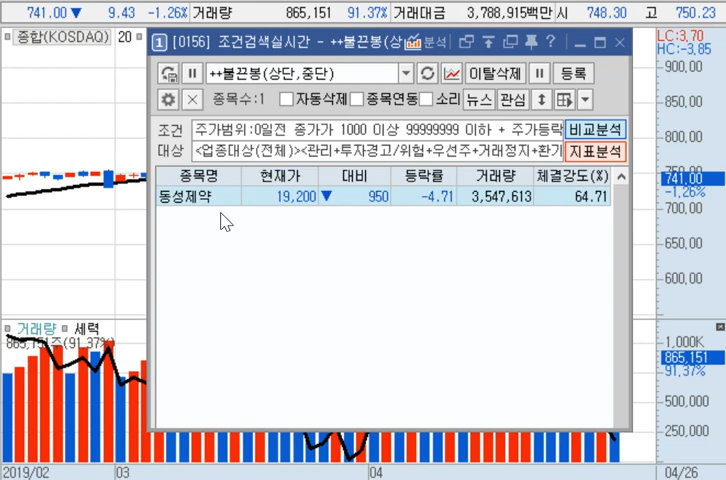 741.00 ▼ 9.43 -1.26% 거래량 865,151 91.37% 거래대금 3,788,915백만 시 748.30 고 750.23
종합(KOSDAQ) 20
LC:3,70
HC:-3,85
1 [0156] 조건검색실시간 - ++불끈봉(상 분석
++불끈봉(상단,중단) 이탈삭제 등록
종목수:1 자동삭제 종목연동 소리 뉴스 관심
조건 주가범위:0일전 종가가 1000 이상 99999999 이하 + 주가등락 비교분석
대상 <업종대상(전체)><관리+투자경고/위험+우선주+거래정지+환기 지표분석
종목명 현재가 대비 등락률 거래량 체결강도(%)
동성제약 19,200 ▼ 950 -4.71 3,547,613 64.71
900,00
850,00
800,00
741,00
-1,26%
700,00
650,00
600,00
거래량 세력
865,151주(91,37%)
1,000K
865,151
91,37%
500,000
250,000
2019/02 03 04 04/26